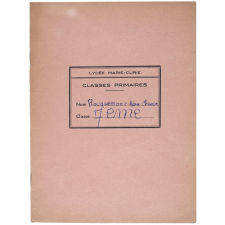 LYCÉE MARIE-CURIE
CLASSES PRIMAIRES
Nom
Classe 7ème